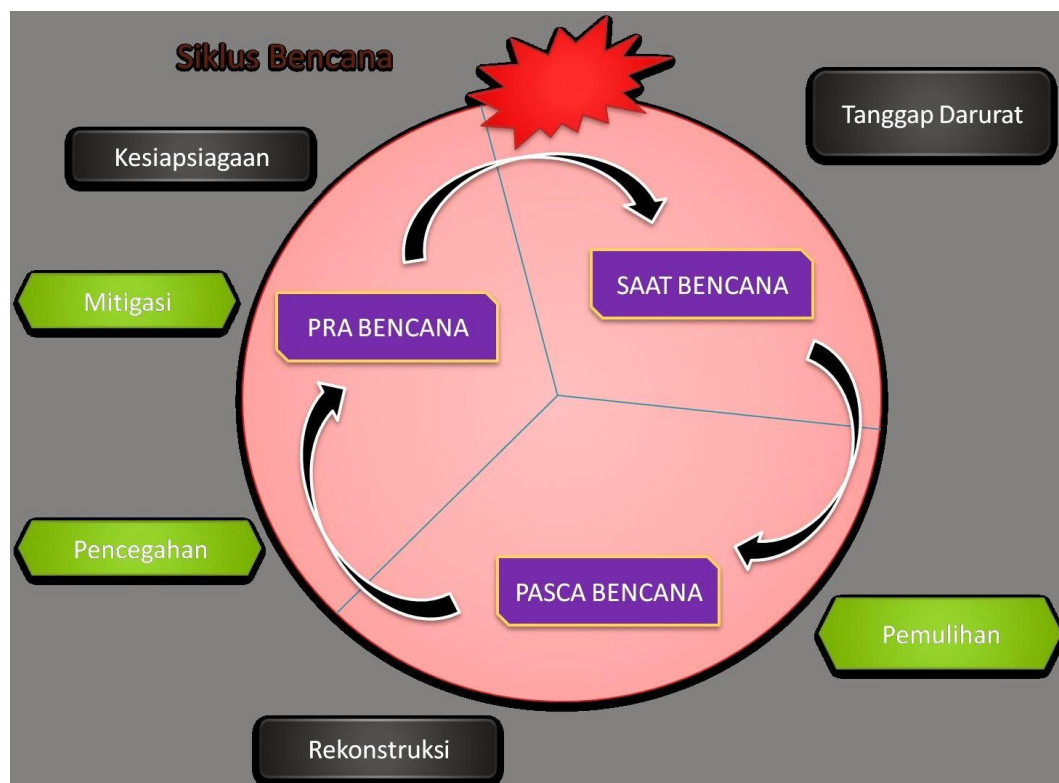 Siklus Bencana
Tanggap Darurat
Kesiapsiagaan
SAAT BENCANA
Mitigasi
PRA BENCANA
Pencegahan
PASCA BENCANA
Pemulihan
Rekonstruksi